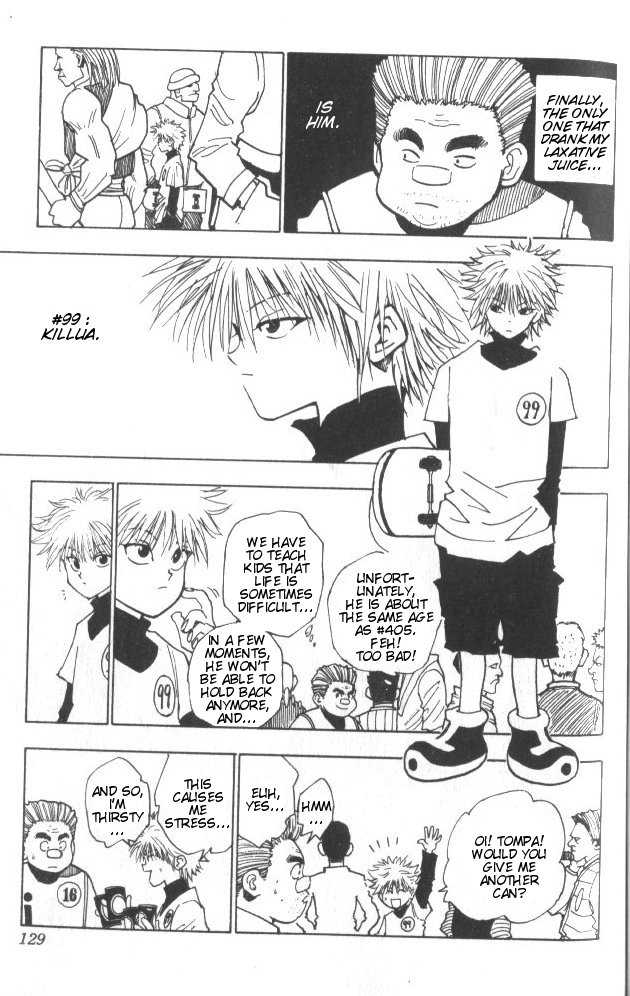 FINALLY,
THE ONLY
ONE THAT
DRANK MY
LAXATIVE
JUICE...
IS
HIM.
#99 :
KILLUA.
99
UNFORT-
UNATELY,
HE IS ABOUT
THE SAME AGE
AS #405.
FEH!
TOO BAD!
WE HAVE
TO TEACH
KIDS THAT
LIFE IS
SOMETIMES
DIFFICULT...
IN A FEW
MOMENTS,
HE WON'T
BE ABLE TO
HOLD BACK
ANYMORE,
AND...
99
OI! TOMPA!
WOULD YOU
GIVE ME
ANOTHER
CAN?
HMM
...
EUH,
YES...
99
THIS
CAUSES
ME
STRESS...
AND SO,
I'M
THIRSTY
...
16
129